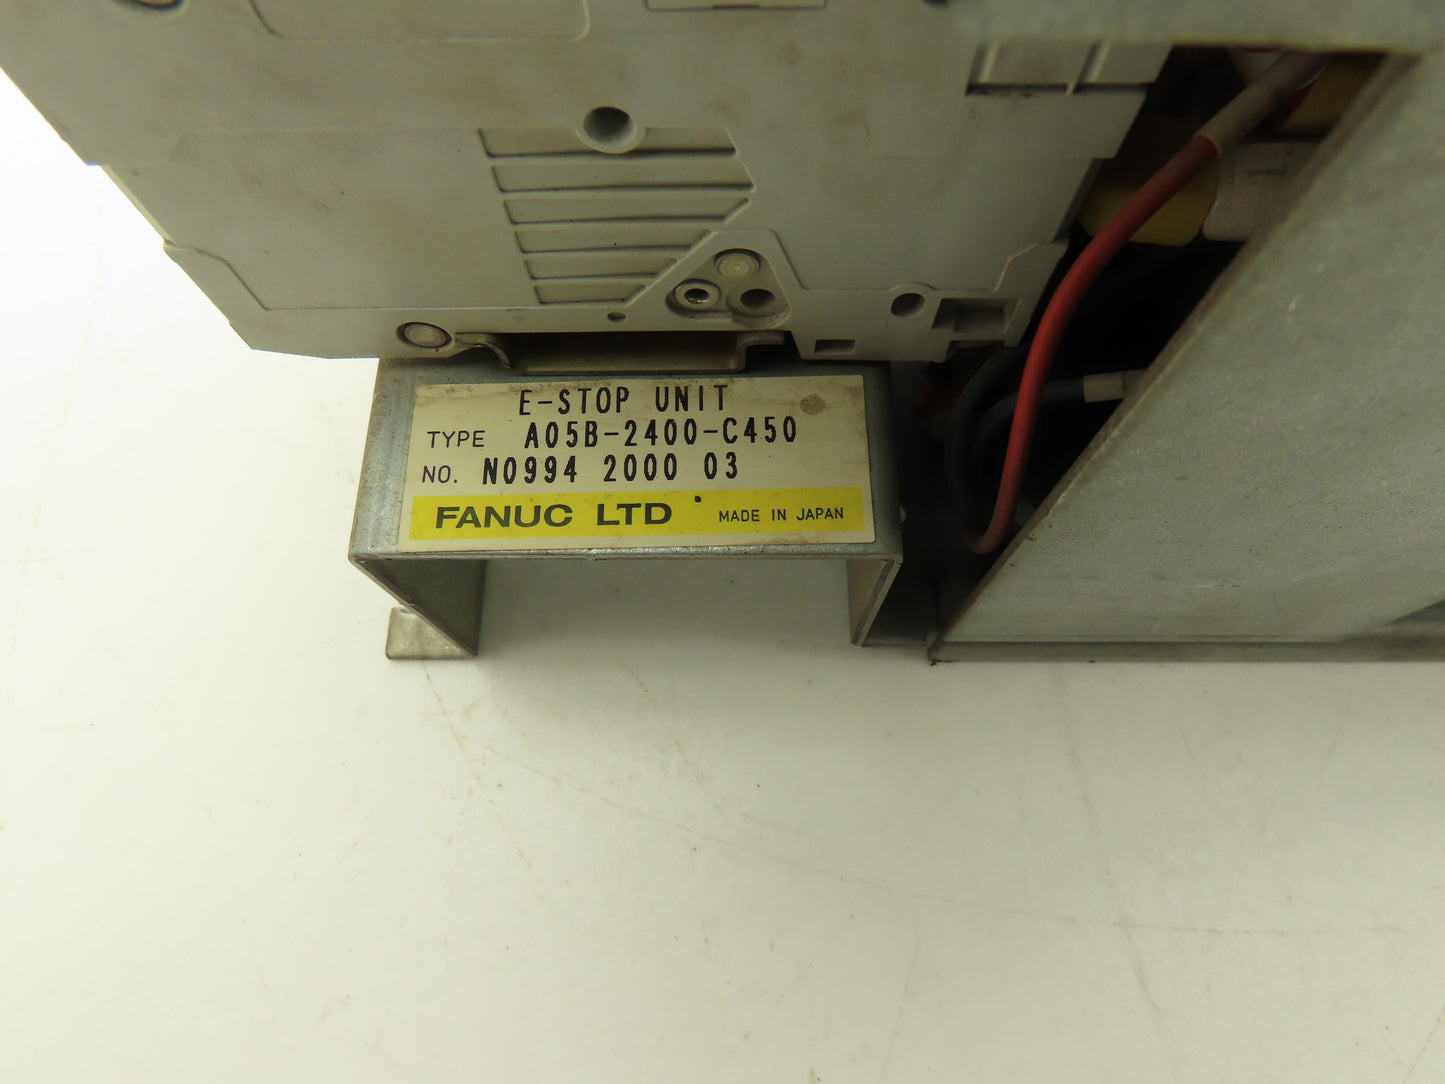 E-STOP UNIT
TYPE A05B-2400-C450
NO. N0994 2000 03
FANUC LTD MADE IN JAPAN